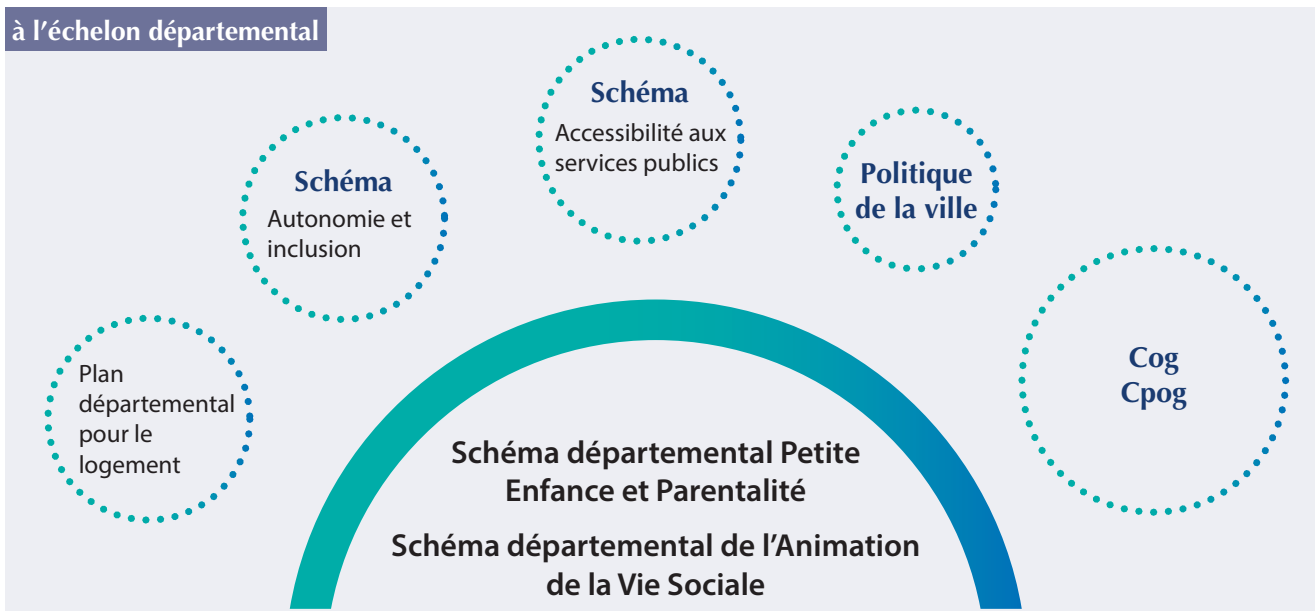 à l'échelon départemental
Plan
départemental
pour le
logement
Schéma
Autonomie et
inclusion
Schéma
Accessibilité aux
services publics
Politique
de la ville
Cog
Cpog
Schéma départemental Petite
Enfance et Parentalité
Schéma départemental de l'Animation
de la Vie Sociale